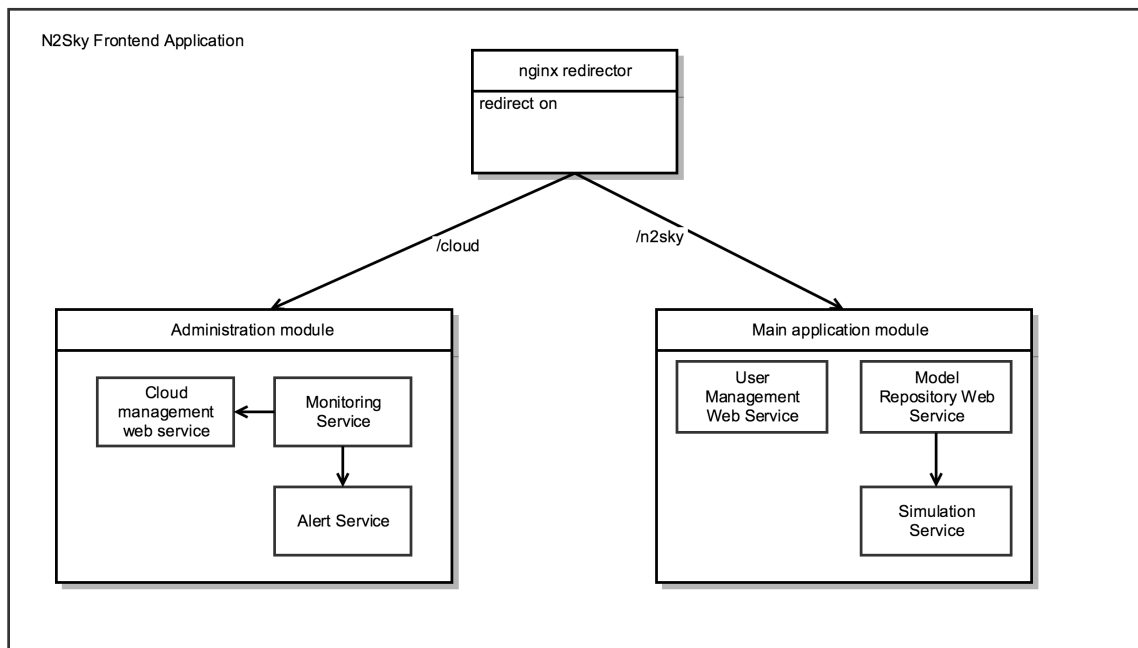 N2Sky Frontend Application
nginx redirector
redirect on
/cloud
/n2sky
Administration module
Cloud
management
web service
Monitoring
Service
Alert Service
Main application module
User
Management
Web Service
Model
Repository Web
Service
Simulation
Service